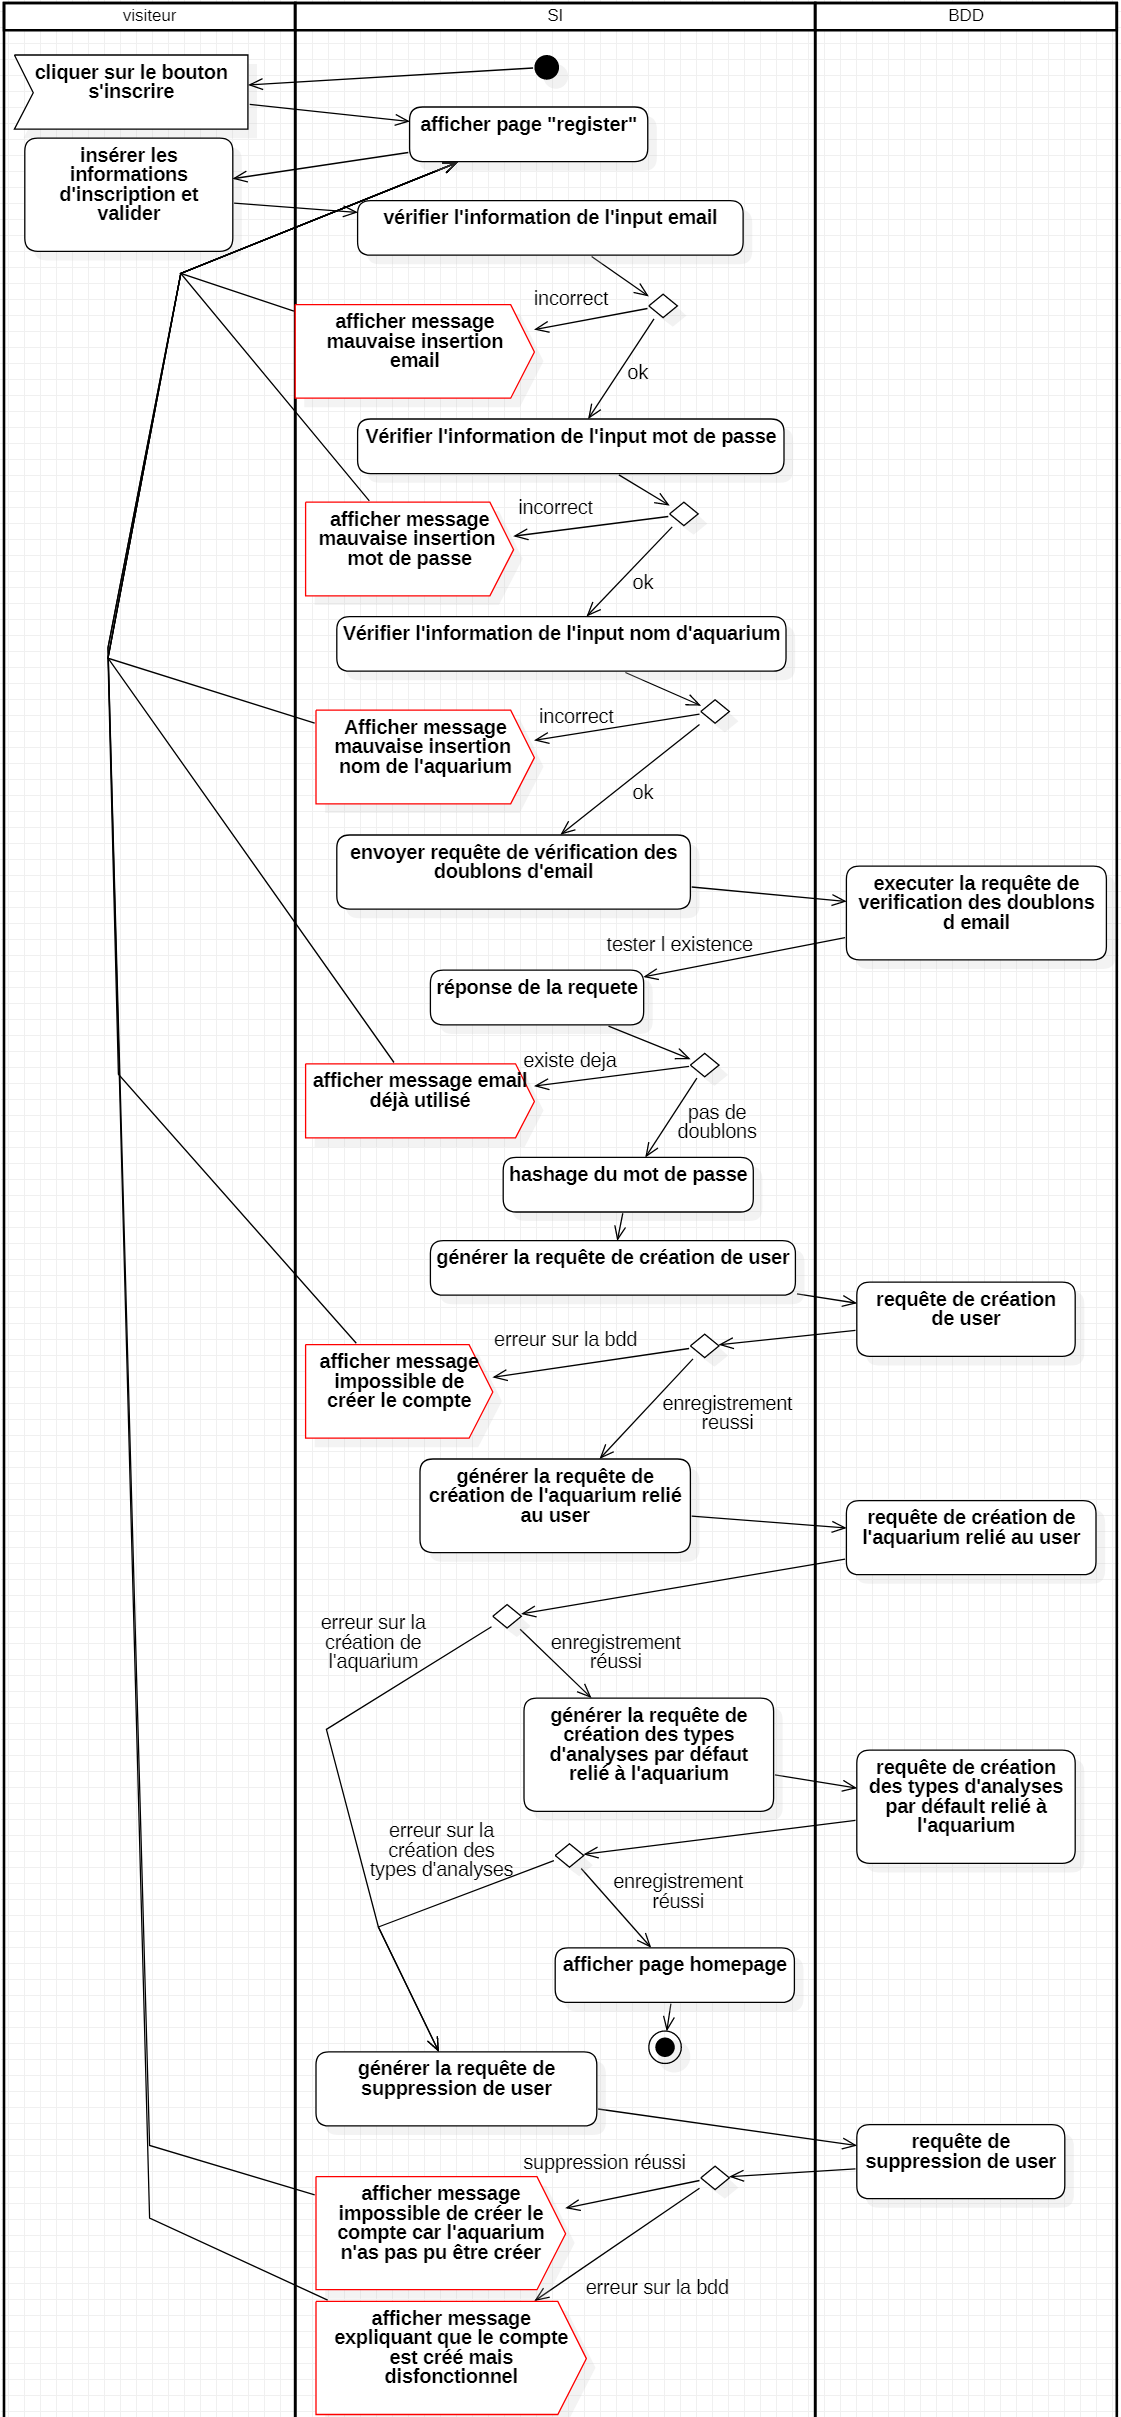 visiteur
SI
BDD
cliquer sur le bouton
s'inscrire
afficher page "register"
insérer les
informations
d'inscription et
valider
vérifier l'information de l'input email
incorrect
afficher message
mauvaise insertion
email
ok
Vérifier l'information de l'input mot de passe
incorrect
afficher message
mauvaise insertion
mot de passe
ok
Vérifier l'information de l'input nom d'aquarium
incorrect
Afficher message
mauvaise insertion
nom de l'aquarium
ok
envoyer requête de vérification des
doublons d'email
executer la requête de
verification des doublons
d email
tester l existence
réponse de la requete
existe deja
afficher message email
déjà utilisé
pas de
doublons
hashage du mot de passe
générer la requête de création de user
requête de création
de user
erreur sur la bdd
afficher message
impossible de
créer le compte
enregistrement
reussi
générer la requête de
création de l'aquarium relié
au user
requête de création de
l'aquarium relié au user
erreur sur la
création de
l'aquarium
enregistrement
réussi
générer la requête de
création des types
d'analyses par défaut
relié à l'aquarium
requête de création
des types d'analyses
par défault relié à
l'aquarium
erreur sur la
création des
types d'analyses
enregistrement
réussi
afficher page homepage
générer la requête de
suppression de user
requête de
suppression de user
suppression réussi
afficher message
impossible de créer le
compte car l'aquarium
n'as pas pu être créer
erreur sur la bdd
afficher message
expliquant que le compte
est créé mais
disfonctionnel